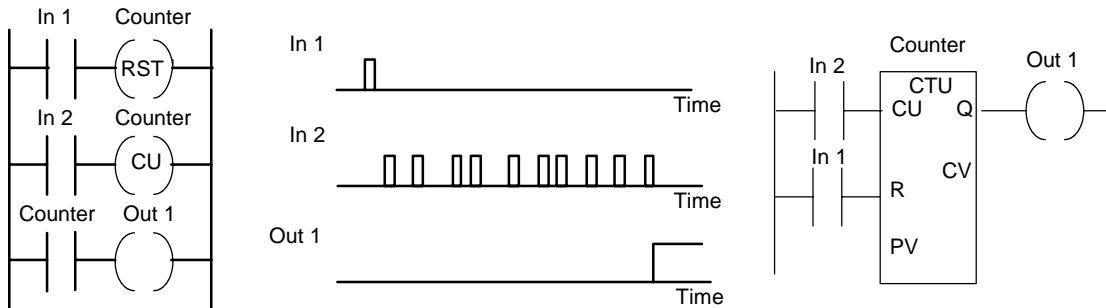 In 1 Counter
RST
In 2 Counter
CU
Counter Out 1
In 1
Time
In 2
Time
Out 1
Time
Counter
In 2 Out 1
CTU
CU Q
In 1 CV
R
PV